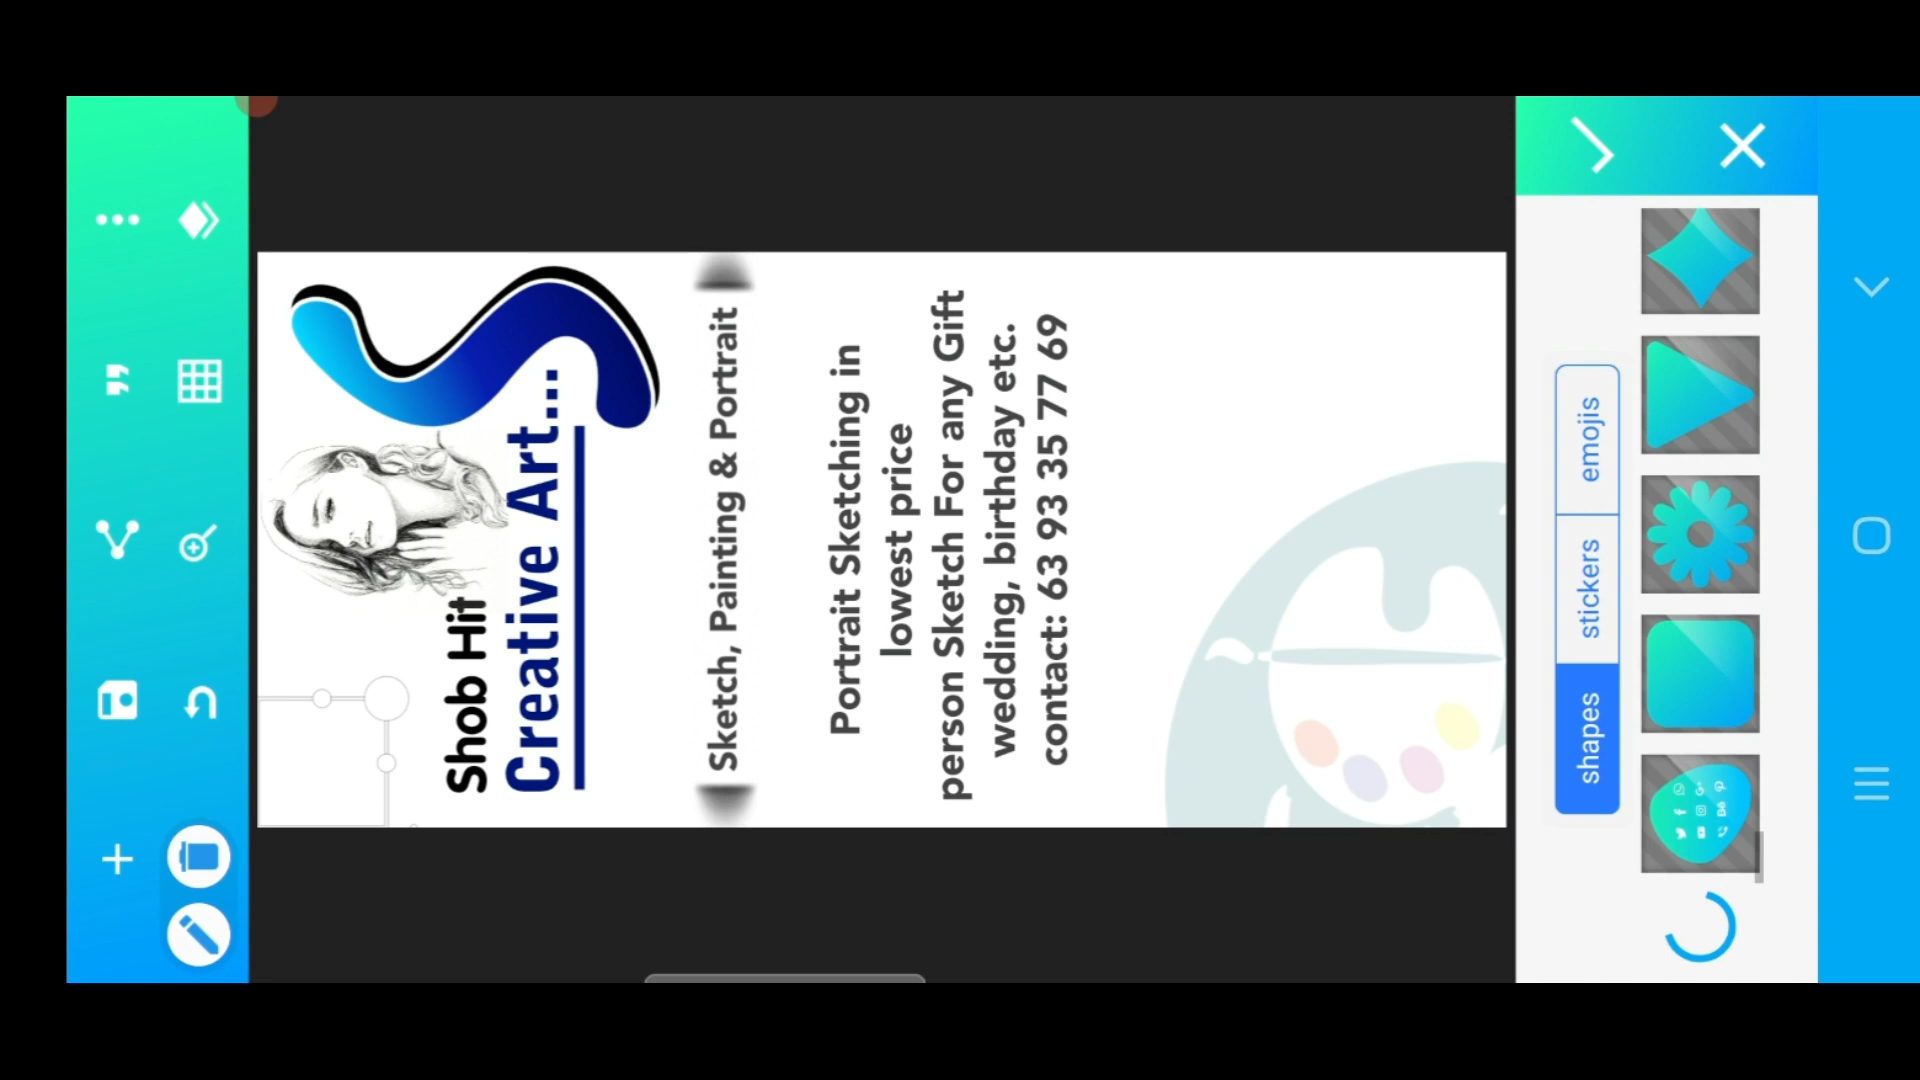 Shob Hit
Creative Art...
Sketch, Painting & Portrait
Portrait Sketching in
lowest price
person Sketch For any Gift
wedding, birthday etc.
contact: 63 93 35 77 69
shapes
stickers
emojis